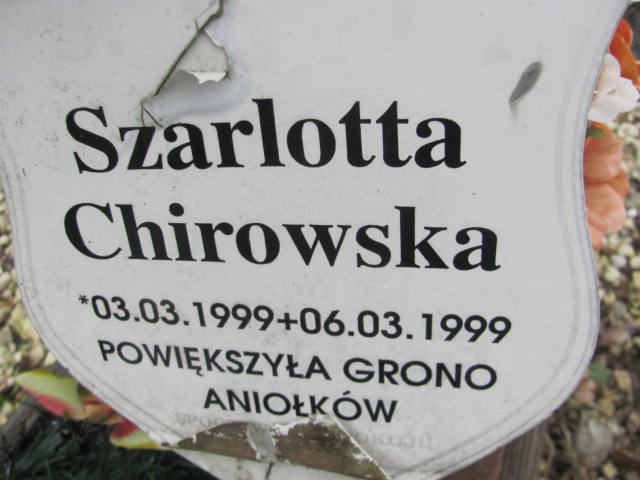 Szarlotta
Chirowska
*03.03.1999+06.03.1999
POWIĘKSZYŁA GRONO
ANIOŁKÓW